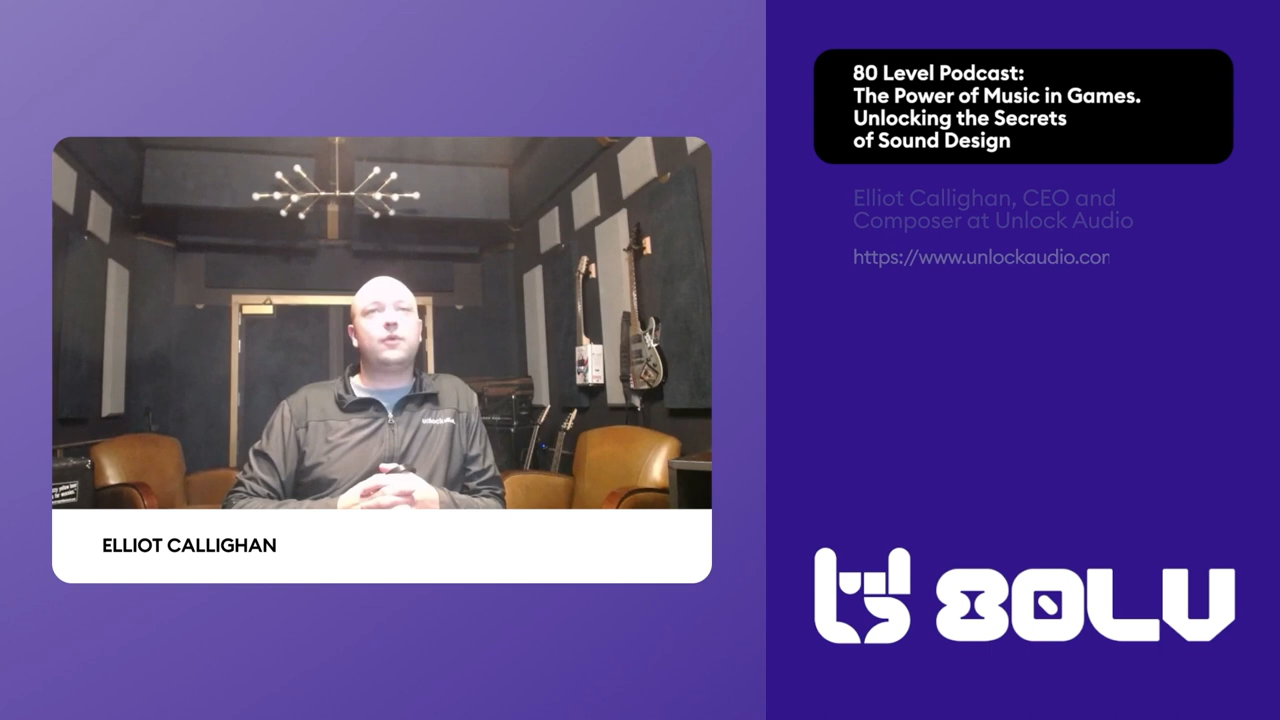 80 Level Podcast:
The Power of Music in Games.
Unlocking the Secrets
of Sound Design
Elliot Callighan, CEO and
Composer at Unlock Audio
https://www.unlockaudio.cor
ELLIOT CALLIGHAN
80LV